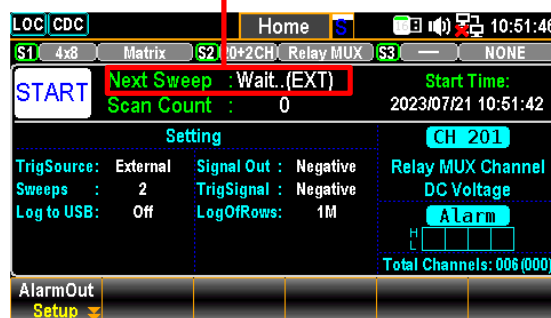 LOC CDC Home S 10:51:46
S1 4x8 Matrix S2 20+2CH Relay MUX S3 — NONE
START Next Sweep : Wait..(EXT) Start Time:
Scan Count : 0 2023/07/21 10:51:42
Setting CH 201
TrigSource: External Signal Out : Negative Relay MUX Channel
Sweeps : 2 TrigSignal : Negative DC Voltage
Log to USB: Off LogOfRows: 1M Alarm
H
L
Total Channels: 006(000)
AlarmOut
Setup